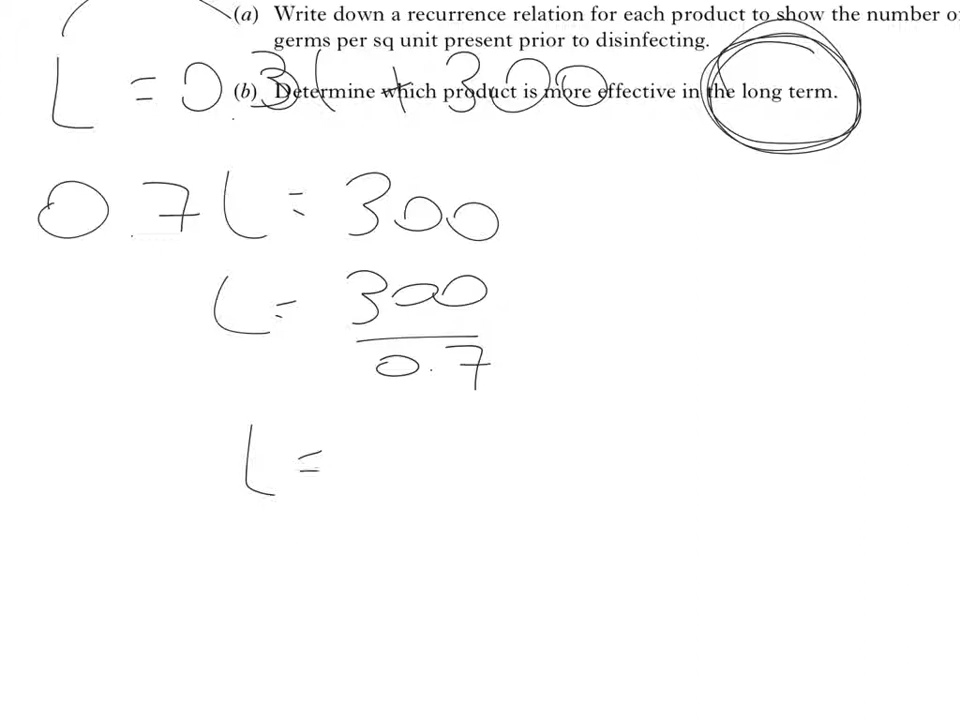 (a) Write down a recurrence relation for each product to show the number of
germs per sq unit present prior to disinfecting.
L = 0.3L + 300
(b) Determine which product is more effective in the long term.
0.7L = 300
L = 300
0.7
L =